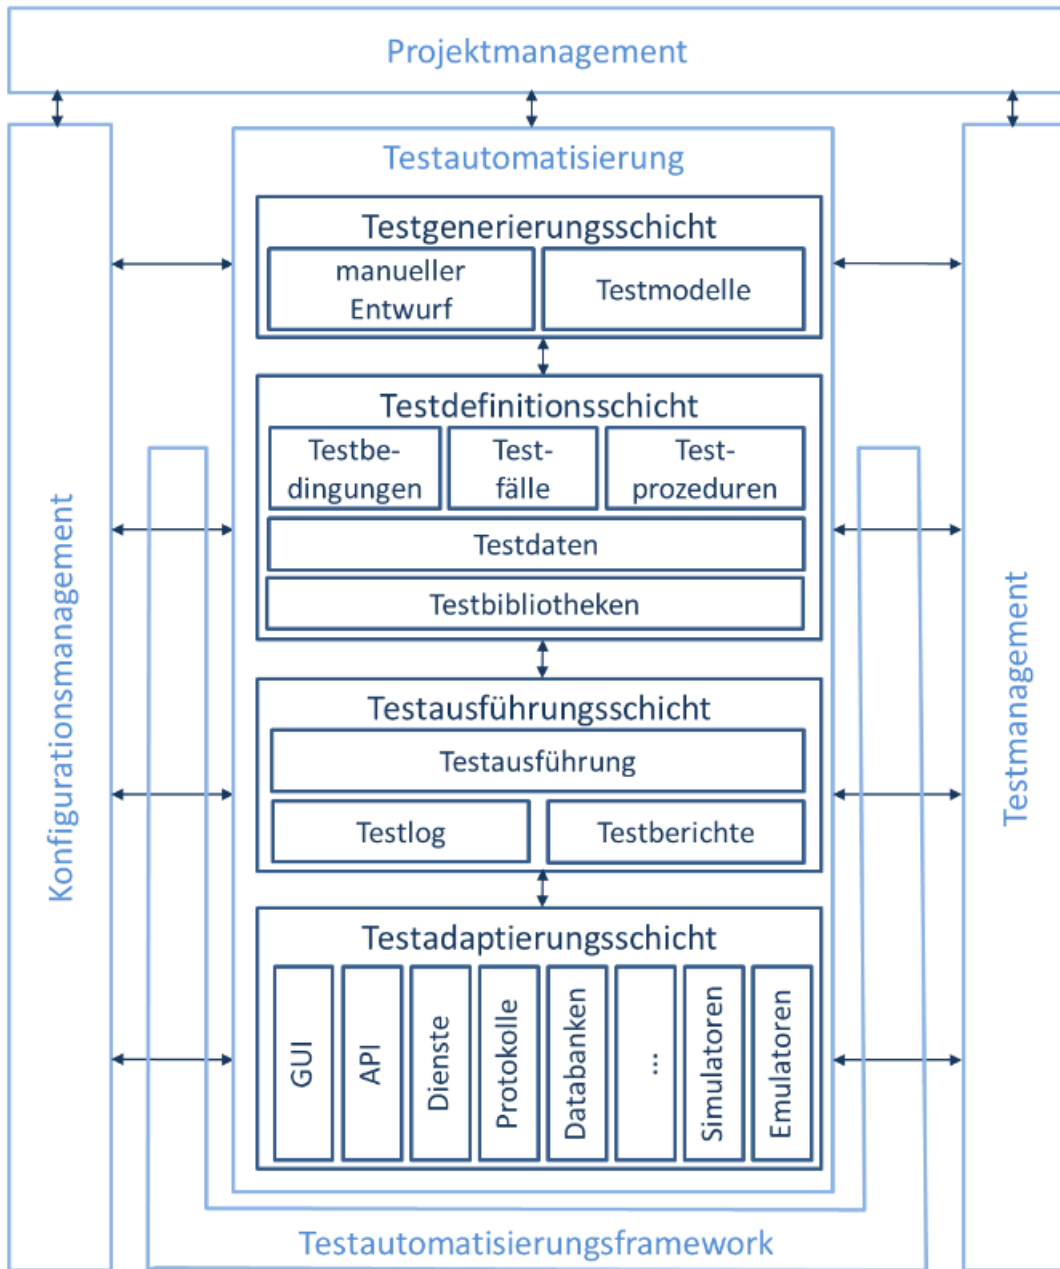 Projektmanagement
Testautomatisierung
Testgenerierungsschicht
manueller
Entwurf
Testmodelle
Testdefinitionsschicht
Testbe-
dingungen
Test-
fälle
Test-
prozeduren
Testdaten
Testbibliotheken
Testausführungsschicht
Testausführung
Testlog
Testberichte
Testadaptierungsschicht
GUI
API
Dienste
Protokolle
Databanken
...
Simulatoren
Emulatoren
Konfigurationsmanagement
Testmanagement
Testautomatisierungsframework